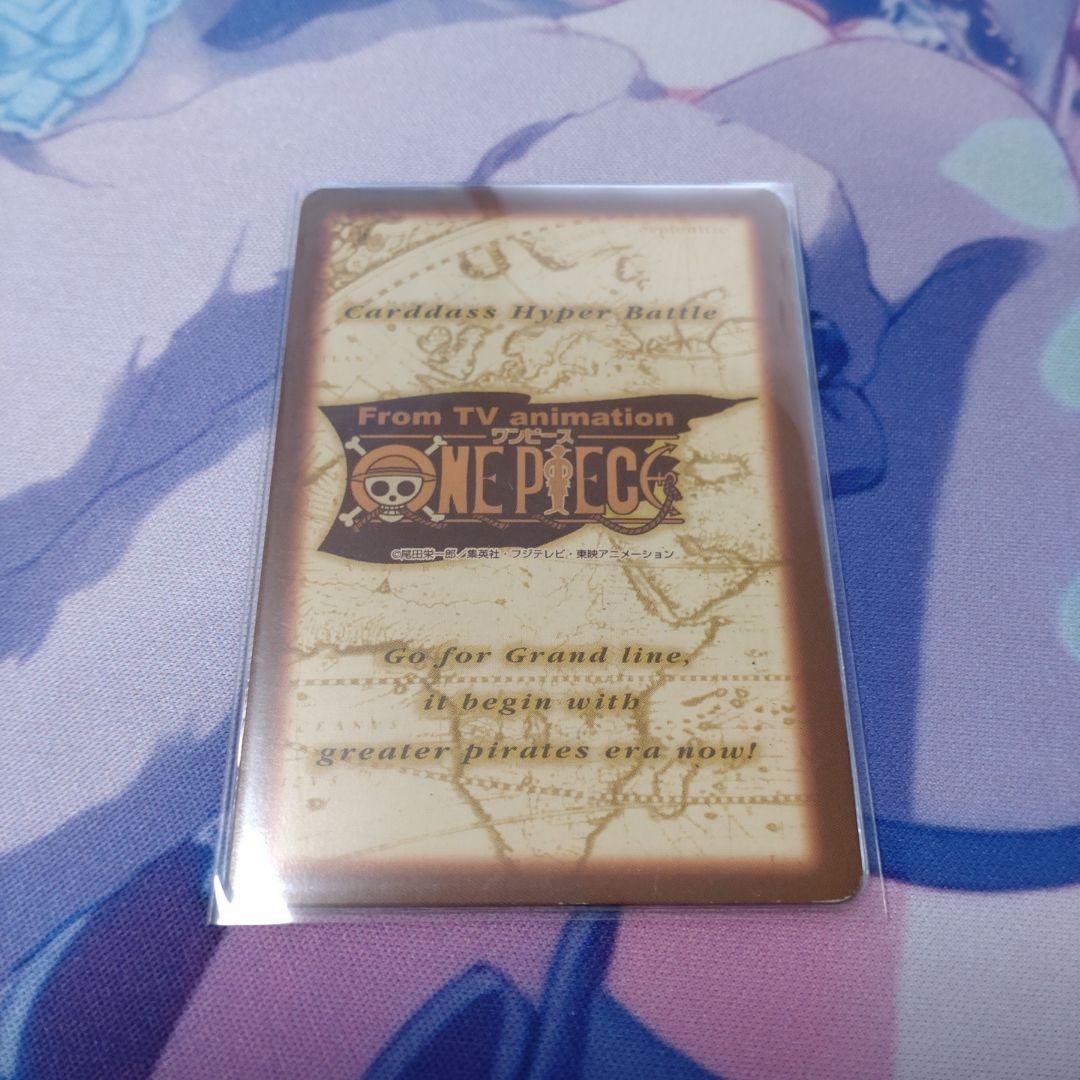 Carddass Hyper Battle
From TV animation
ワンピース
ONE PIECE
©尾田栄一郎／集英社・フジテレビ・東映アニメーション
Go for Grand line,
it begin with
greater pirates era now!